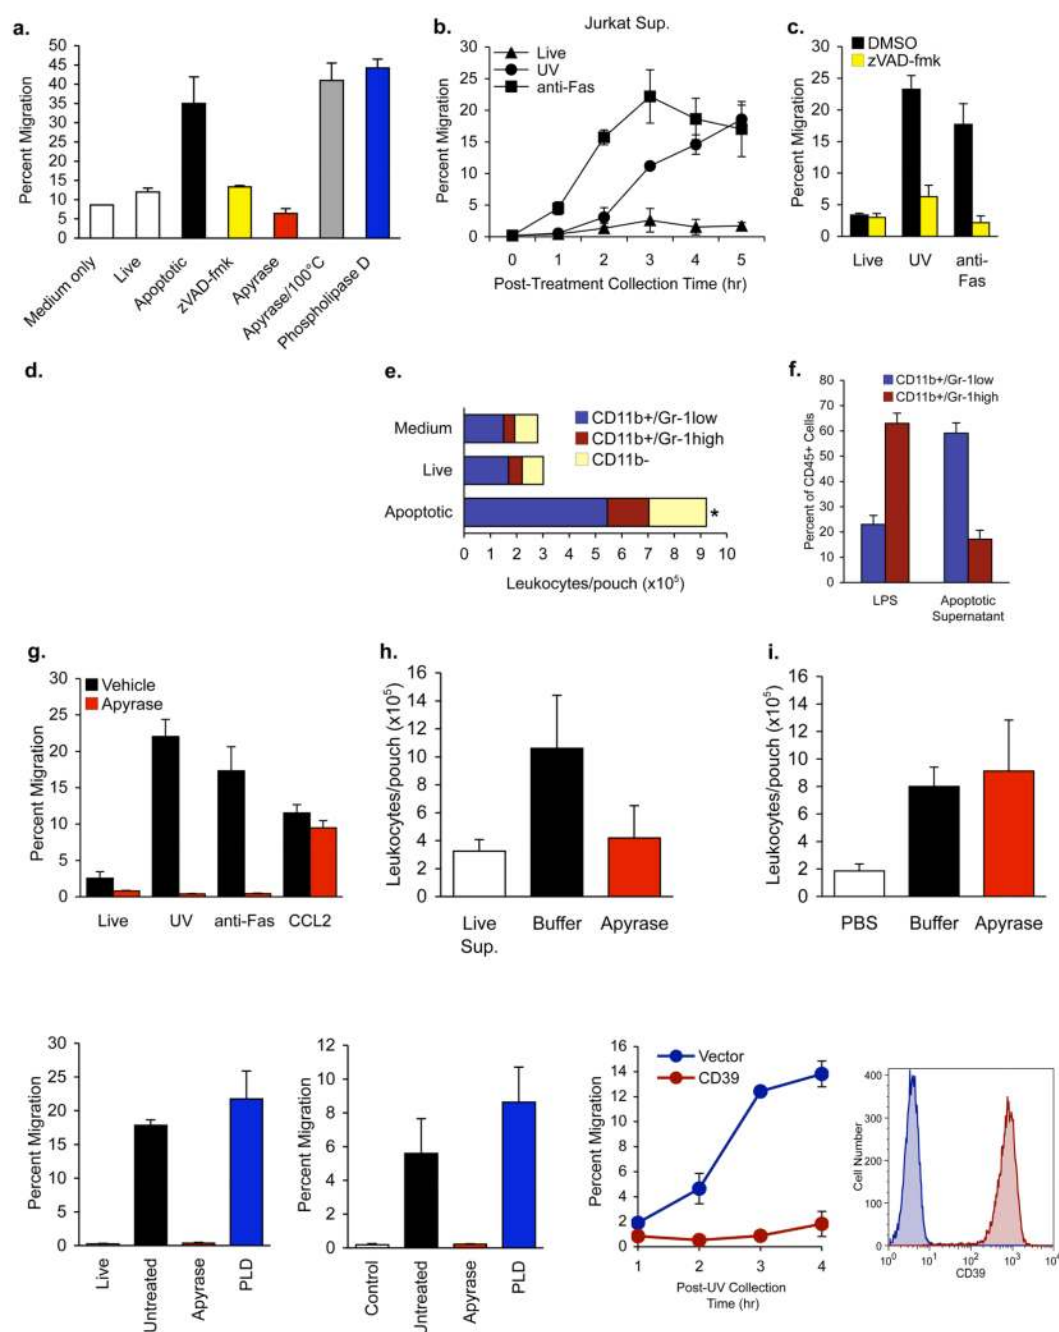 a.
Percent Migration
50
45
40
35
30
25
20
15
10
5
0
Medium only
Live
Apoptotic
zVAD-fmk
Apyrase
Apyrase/100°C
Phospholipase D
b.
Jurkat Sup.
Percent Migration
30
25
20
15
10
5
0
Live
UV
anti-Fas
0 1 2 3 4 5
Post-Treatment Collection Time (hr)
c.
DMSO
zVAD-fmk
Percent Migration
30
25
20
15
10
5
0
Live UV anti-
Fas
d.
e.
Medium
Live
Apoptotic
CD11b+/Gr-1low
CD11b+/Gr-1high
CD11b-
*
0 1 2 3 4 5 6 7 8 9 10
Leukocytes/pouch (x10⁵)
f.
CD11b+/Gr-1low
CD11b+/Gr-1high
Percent of CD45+ Cells
80
70
60
50
40
30
20
10
0
LPS Apoptotic
Supernatant
g.
Vehicle
Apyrase
Percent Migration
30
25
20
15
10
5
0
Live UV anti-Fas CCL2
h.
Leukocytes/pouch (x10⁵)
16
14
12
10
8
6
4
2
0
Live Buffer Apyrase
Sup.
i.
Leukocytes/pouch (x10⁵)
16
14
12
10
8
6
4
2
0
PBS Buffer Apyrase
Percent Migration
30
25
20
15
10
5
0
Live
Untreated
Apyrase
PLD
Percent Migration
12
10
8
6
4
2
0
Control
Untreated
Apyrase
PLD
Vector
CD39
Percent Migration
16
14
12
10
8
6
4
2
0
1 2 3 4
Post-UV Collection
Time (hr)
Cell Number
400
300
200
100
0
10⁰ 10¹ 10² 10³ 10⁴
CD39